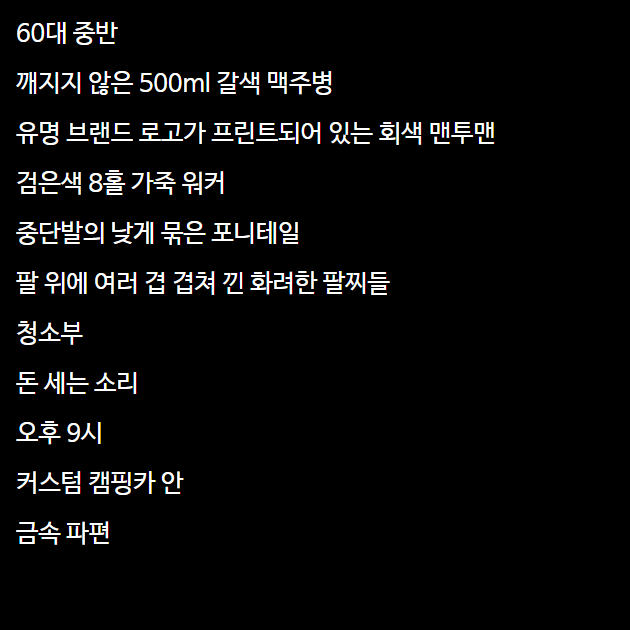 60대 중반
깨지지 않은 500ml 갈색 맥주병
유명 브랜드 로고가 프린트되어 있는 회색 맨투맨
검은색 8홀 가죽 워커
중단발의 낮게 묶은 포니테일
팔 위에 여러 겹 겹쳐 낀 화려한 팔찌들
청소부
돈 세는 소리
오후 9시
커스텀 캠핑카 안
금속 파편